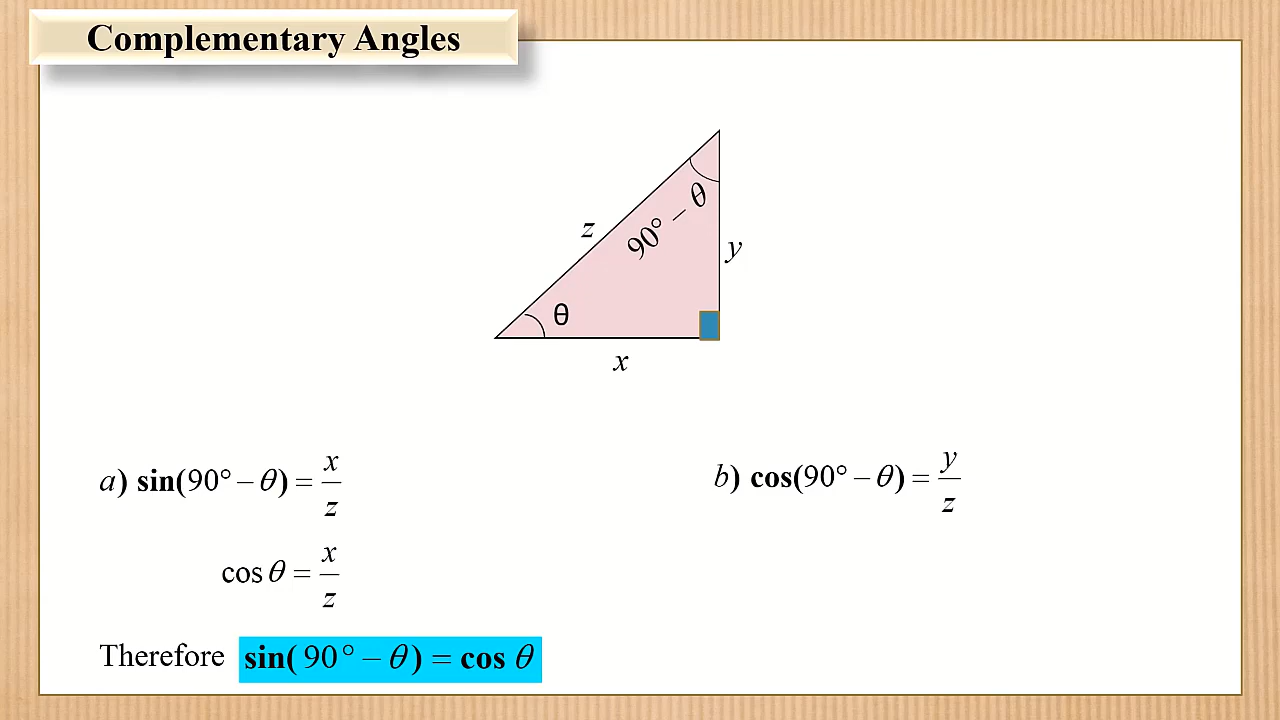 Complementary Angles
z
90° − θ
y
θ
x
a) sin(90° − θ) = x/z
cos θ = x/z
Therefore sin( 90° − θ ) = cos θ
b) cos(90° − θ) = y/z